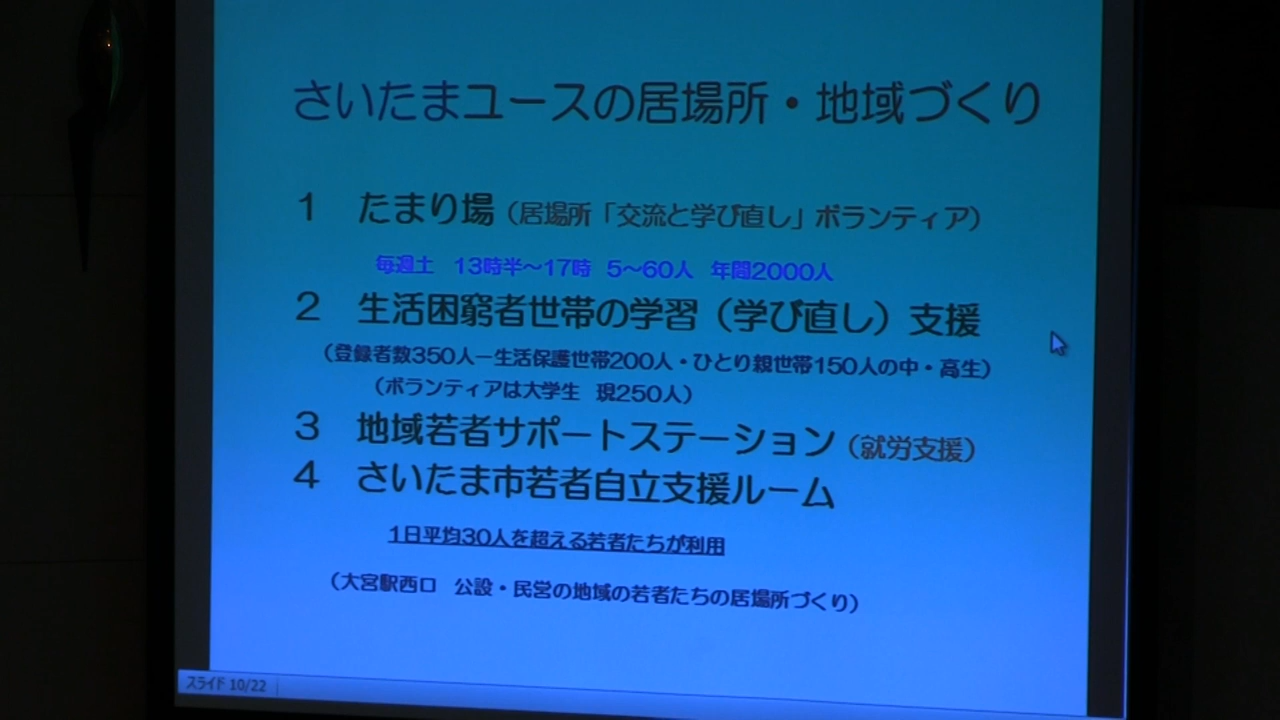 さいたまユースの居場所・地域づくり
1 たまり場（居場所「交流と学び直し」ボランティア）
毎週土 13時半～17時 5～60人 年間2000人
2 生活困窮者世帯の学習（学び直し）支援
（登録者数350人－生活保護世帯200人・ひとり親世帯150人の中・高生）
（ボランティアは大学生 現250人）
3 地域若者サポートステーション（就労支援）
4 さいたま市若者自立支援ルーム
1日平均30人を超える若者たちが利用
（大宮駅西口 公設・民営の地域の若者たちの居場所づくり）
スライド 10/22